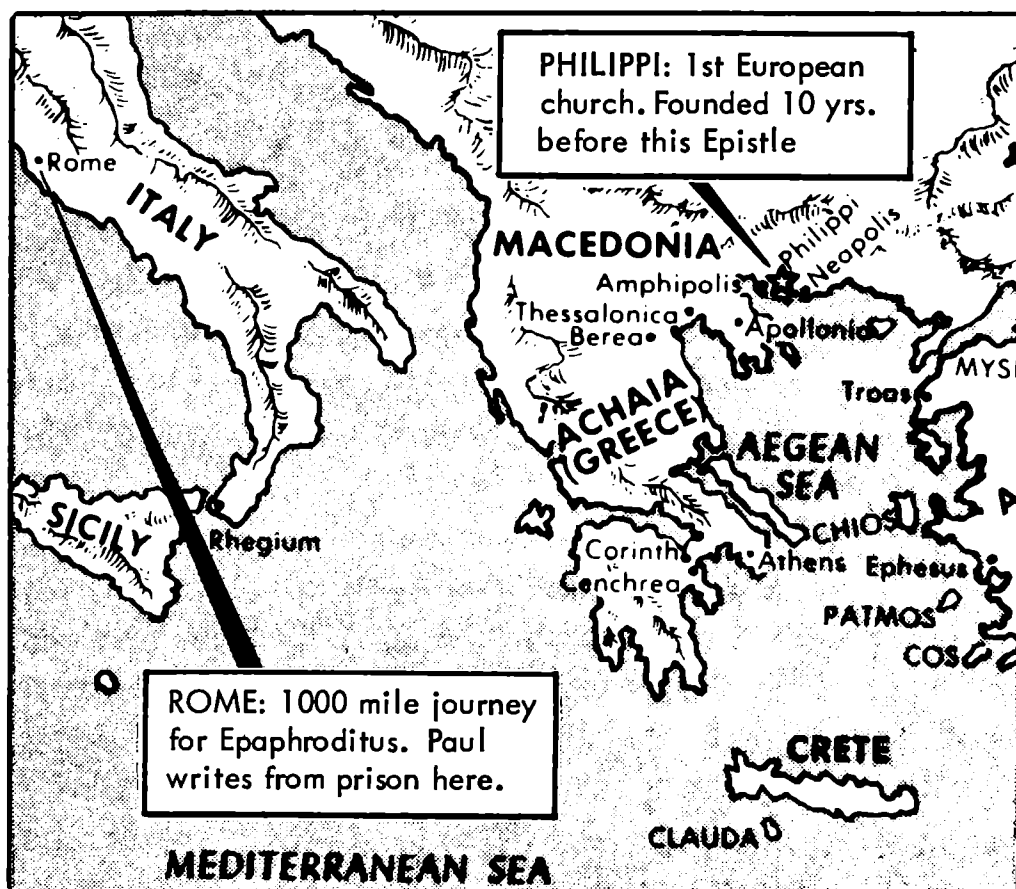 PHILIPPI: 1st European
church. Founded 10 yrs.
before this Epistle
Rome
ITALY
MACEDONIA
Philippi
Neapolis
Amphipolis
Thessalonica
Apollonia
Berea
MYSI
Troas
ACHAIA
(GREECE)
AEGEAN
SEA
CHIOS
SICILY
Rhegium
Corinth
Athens
Ephesus
Cenchrea
PATMOS
COS
ROME: 1000 mile journey
for Epaphroditus. Paul
writes from prison here.
CRETE
CLAUDA
MEDITERRANEAN SEA